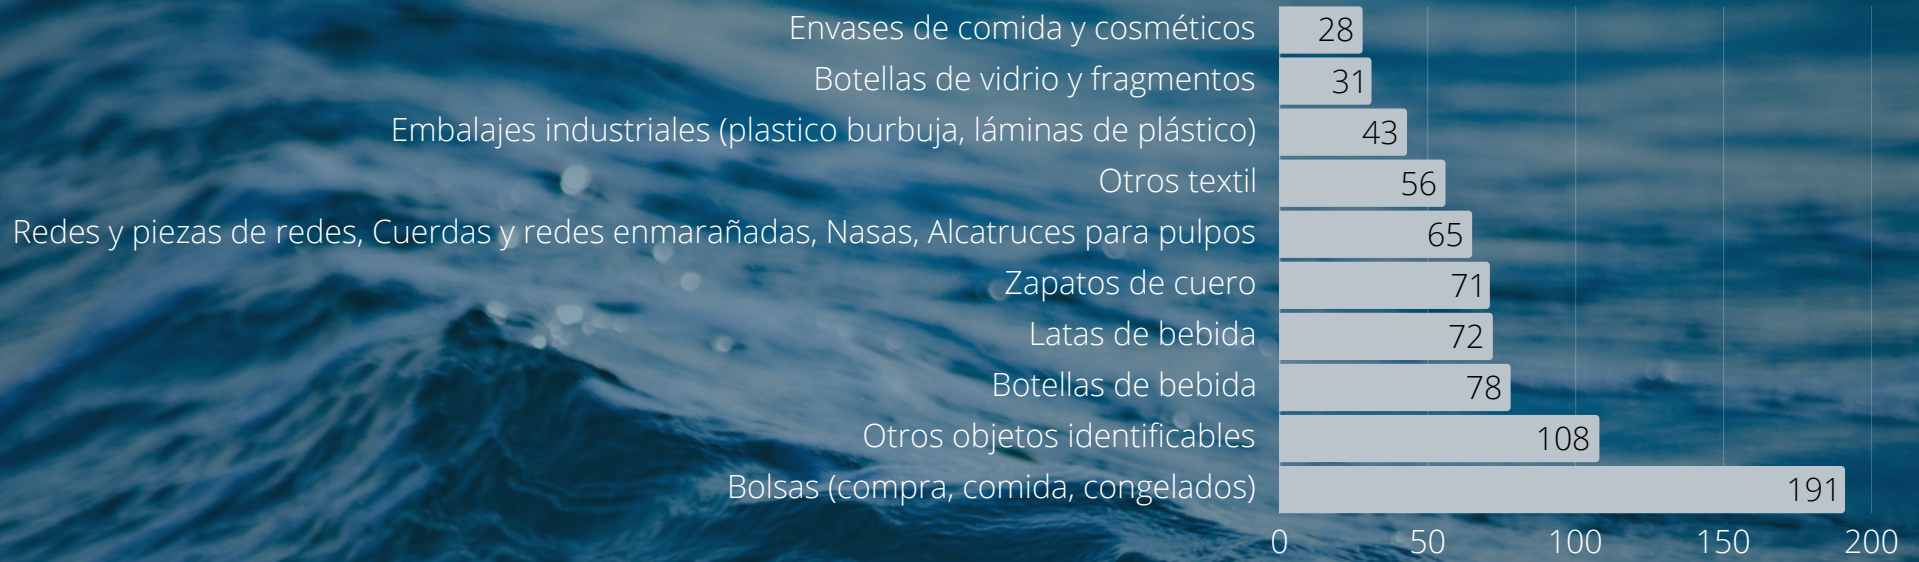 Envases de comida y cosméticos 28
Botellas de vidrio y fragmentos 31
Embalajes industriales (plastico burbuja, láminas de plástico) 43
Otros textil 56
Redes y piezas de redes, Cuerdas y redes enmarañadas, Nasas, Alcatruces para pulpos 65
Zapatos de cuero 71
Latas de bebida 72
Botellas de bebida 78
Otros objetos identificables 108
Bolsas (compra, comida, congelados) 191
0 50 100 150 200